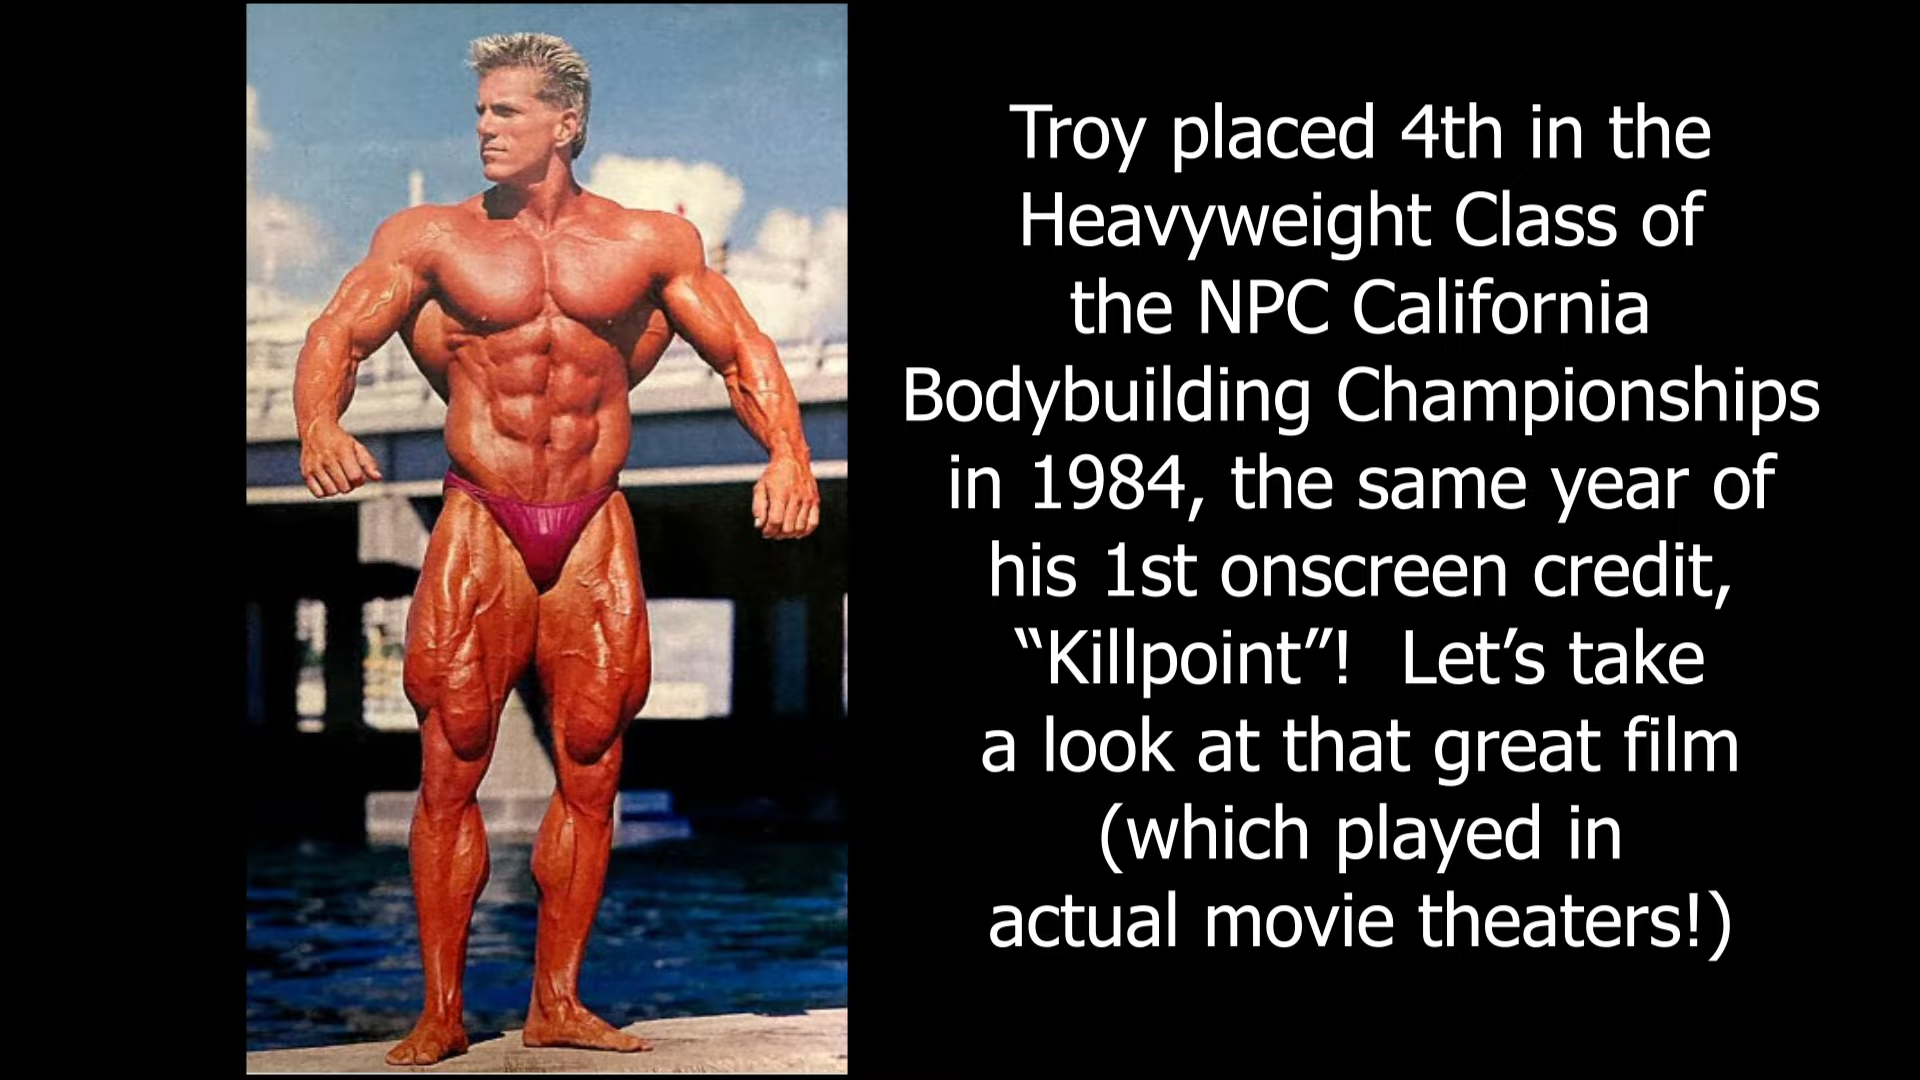 Troy placed 4th in the
Heavyweight Class of
the NPC California
Bodybuilding Championships
in 1984, the same year of
his 1st onscreen credit,
“Killpoint”!  Let’s take
a look at that great film
(which played in
actual movie theaters!)